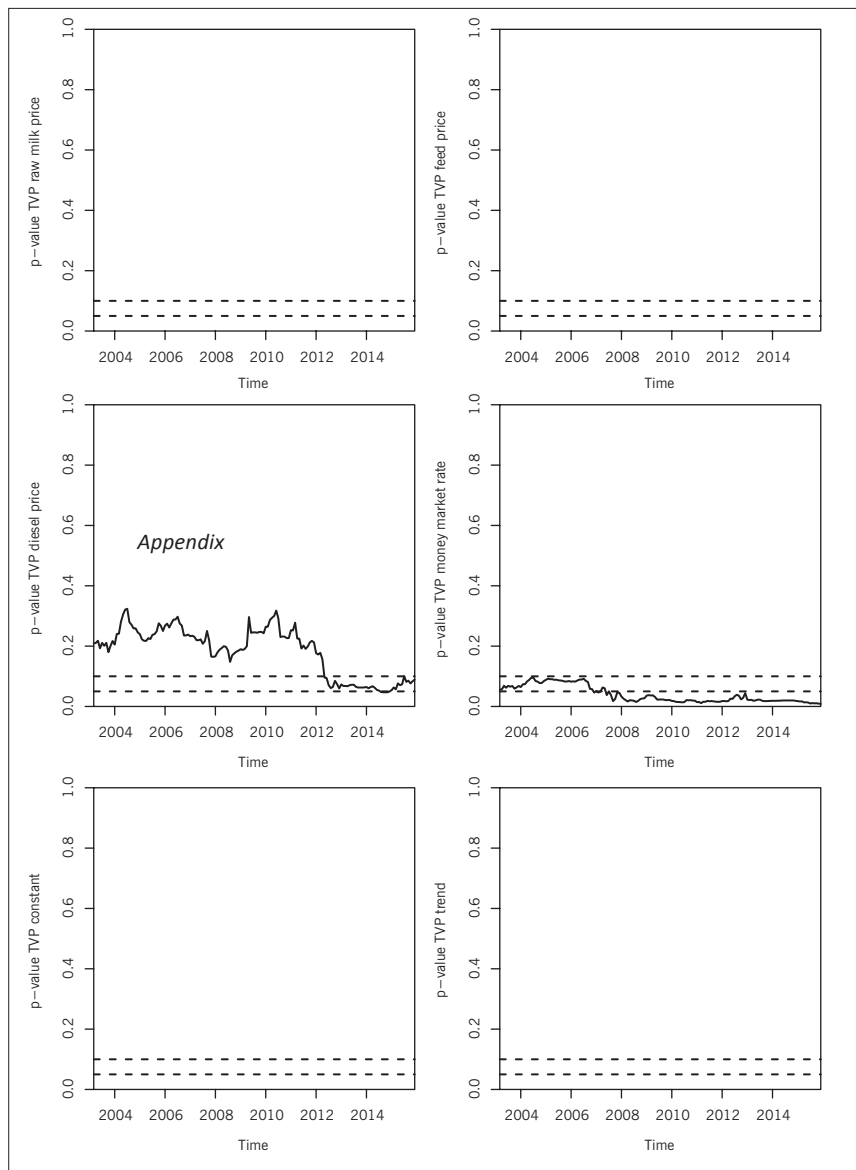 p−value TVP raw milk price
0.0 0.2 0.4 0.6 0.8 1.0
2004 2006 2008 2010 2012 2014
Time
p−value TVP feed price
0.0 0.2 0.4 0.6 0.8 1.0
2004 2006 2008 2010 2012 2014
Time
p−value TVP diesel price
0.0 0.2 0.4 0.6 0.8 1.0
Appendix
2004 2006 2008 2010 2012 2014
Time
p−value TVP money market rate
0.0 0.2 0.4 0.6 0.8 1.0
2004 2006 2008 2010 2012 2014
Time
p−value TVP constant
0.0 0.2 0.4 0.6 0.8 1.0
2004 2006 2008 2010 2012 2014
Time
p−value TVP trend
0.0 0.2 0.4 0.6 0.8 1.0
2004 2006 2008 2010 2012 2014
Time